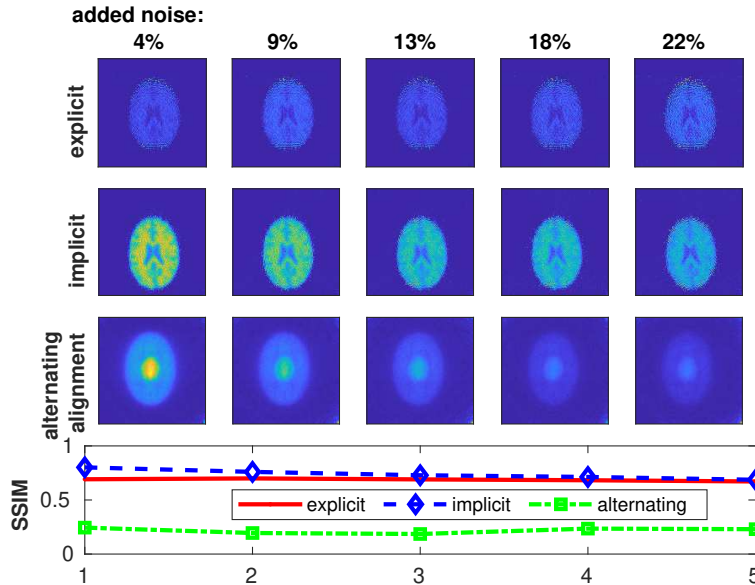 added noise:
4% 9% 13% 18% 22%
explicit
implicit
alternating
alignment
1
0.5
0
SSIM
explicit implicit alternating
1 2 3 4 5